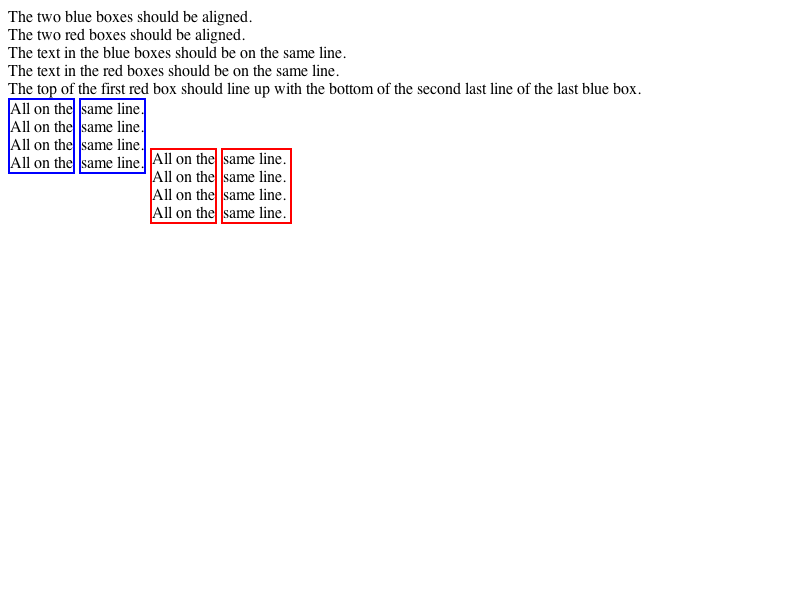 The two blue boxes should be aligned.
The two red boxes should be aligned.
The text in the blue boxes should be on the same line.
The text in the red boxes should be on the same line.
The top of the first red box should line up with the bottom of the second last line of the last blue box.
All on the same line.
All on the same line.
All on the same line.
All on the same line.
All on the same line.
All on the same line.
All on the same line.
All on the same line.